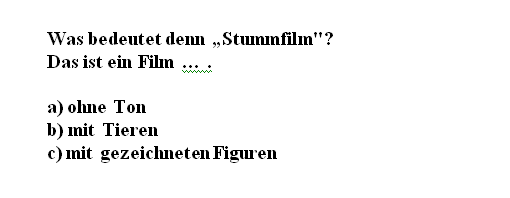 Was bedeutet denn „Stummfilm"?
Das ist ein Film ... .
a) ohne Ton
b) mit Tieren
c) mit gezeichneten Figuren